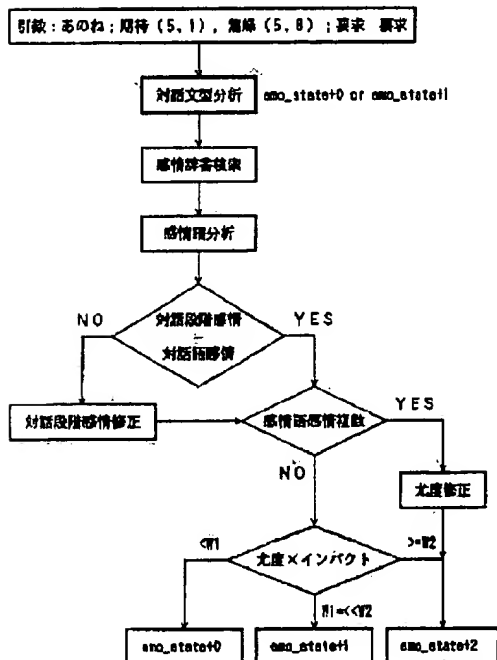 引数：あのね；期待（5，1），焦燥（5，8）；要求 要求
対話文型分析
emo_state+0 or emo_state+1
感情辞書検索
感情語分析
NO
対話段階感情
＝
対話語感情
YES
対話段階感情修正
感情語感情複数
YES
NO
尤度修正
<W1
尤度×インパクト
>=W2
W1=<<W2
emo_state+0
emo_state+1
emo_state+2